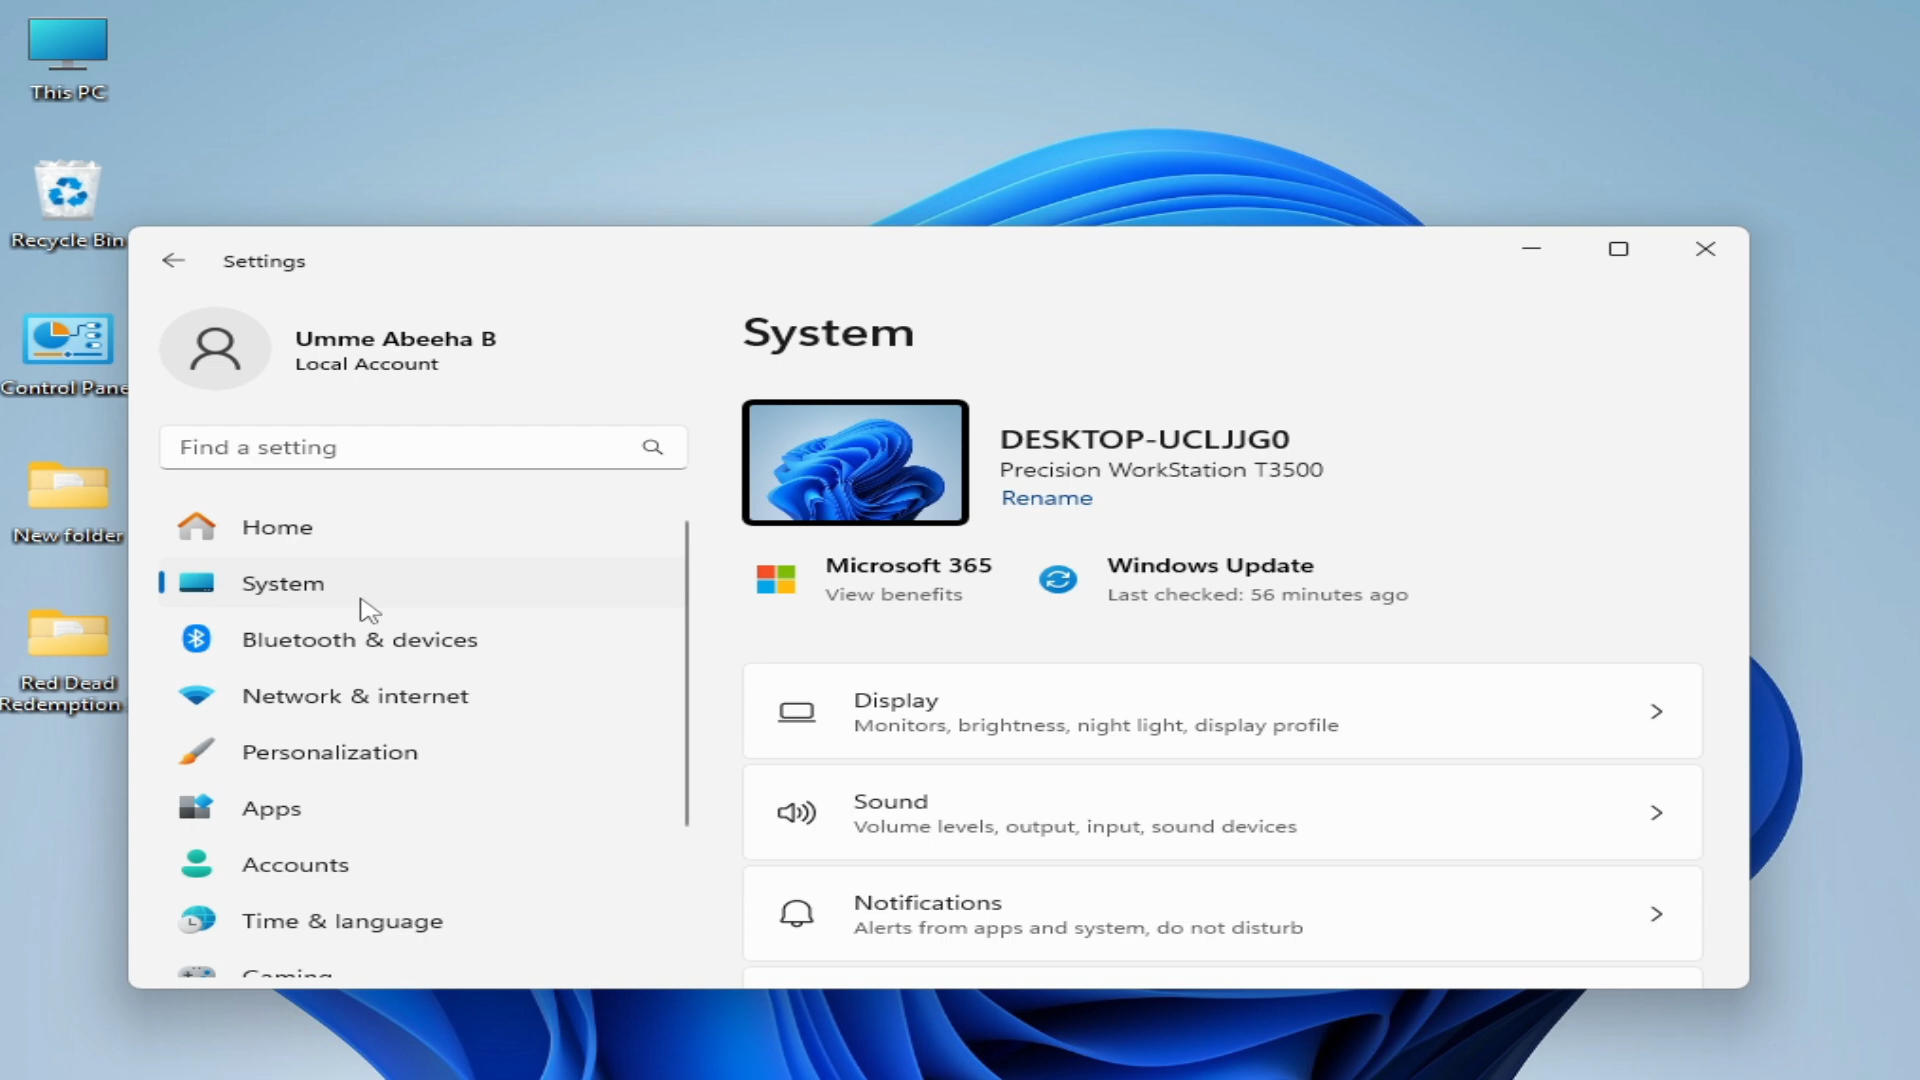 This PC
Recycle Bin
Control Pane
New folder
Red Dead
Redemption
Settings
Umme Abeeha B
Local Account
Find a setting
Home
System
Bluetooth & devices
Network & internet
Personalization
Apps
Accounts
Time & language
Gaming
System
DESKTOP-UCLJJG0
Precision WorkStation T3500
Rename
Microsoft 365
View benefits
Windows Update
Last checked: 56 minutes ago
Display
Monitors, brightness, night light, display profile
Sound
Volume levels, output, input, sound devices
Notifications
Alerts from apps and system, do not disturb